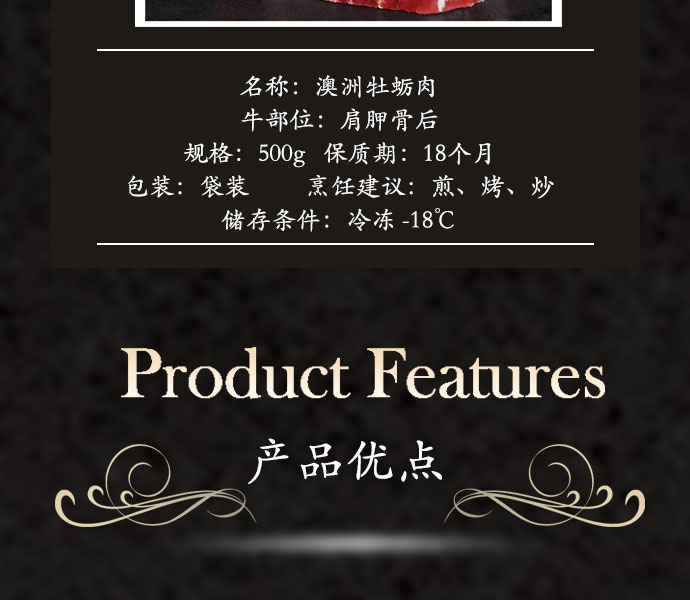 名称：澳洲牡蛎肉
牛部位：肩胛骨后
规格：500g 保质期：18个月
包装：袋装 烹饪建议：煎、烤、炒
储存条件：冷冻 -18℃
Product Features
产品优点